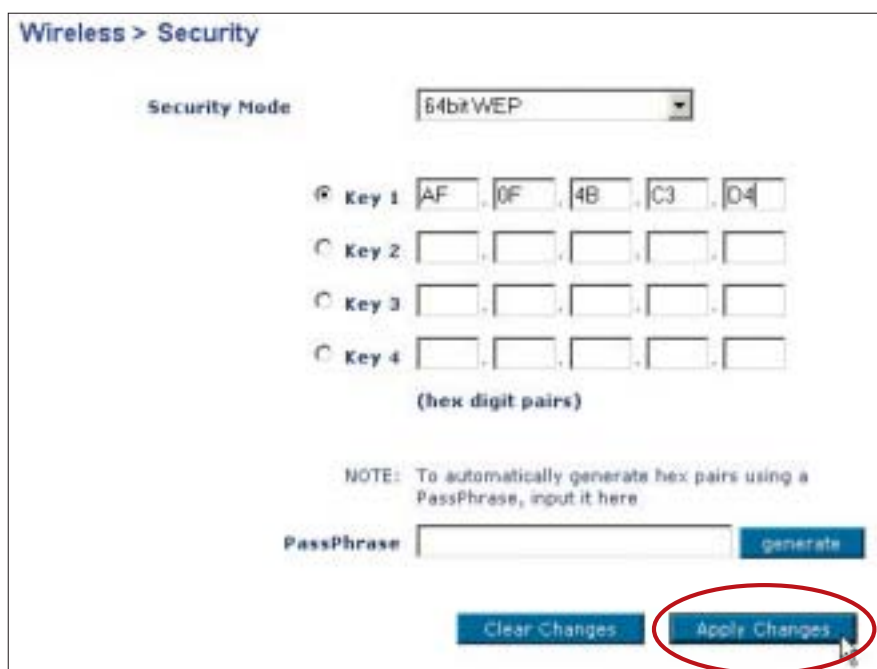 Wireless > Security
Security Mode 64bit WEP
Key 1 AF . 0F . 4B . C3 . D4
Key 2 . . . .
Key 3 . . . .
Key 4 . . . .
(hex digit pairs)
NOTE: To automatically generate hex pairs using a
PassPhrase, input it here
PassPhrase generate
Clear Changes Apply Changes